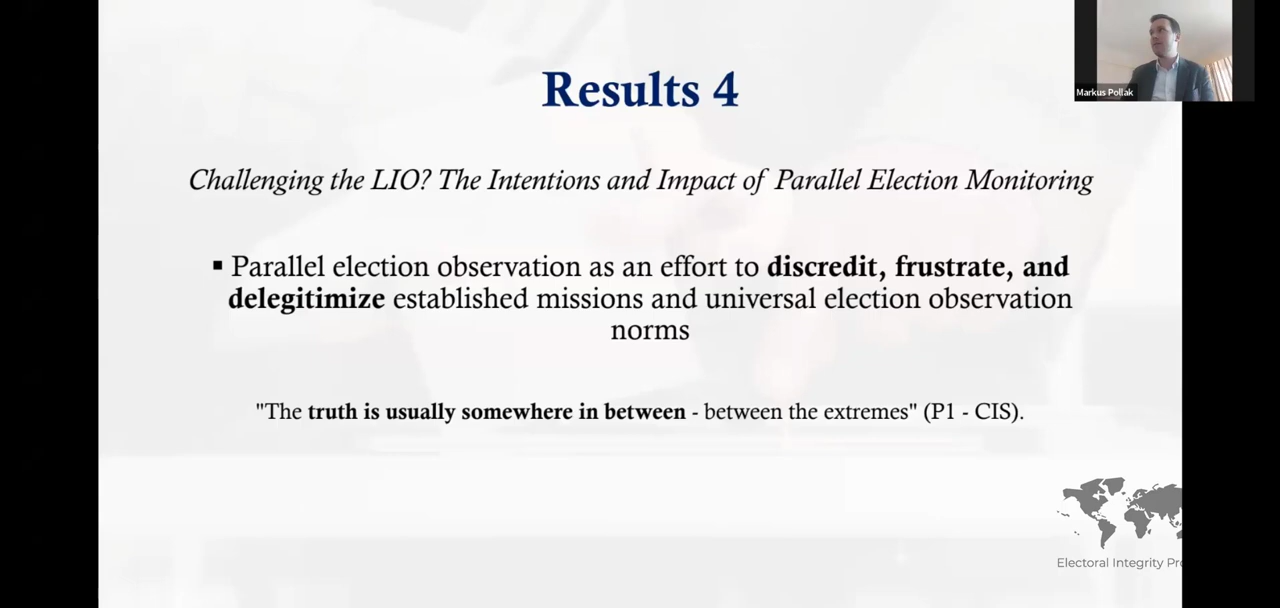 Markus Pollak
Results 4
Challenging the LIO? The Intentions and Impact of Parallel Election Monitoring
▪ Parallel election observation as an effort to discredit, frustrate, and
delegitimize established missions and universal election observation
norms
"The truth is usually somewhere in between - between the extremes" (P1 - CIS).
Electoral Integrity Pro